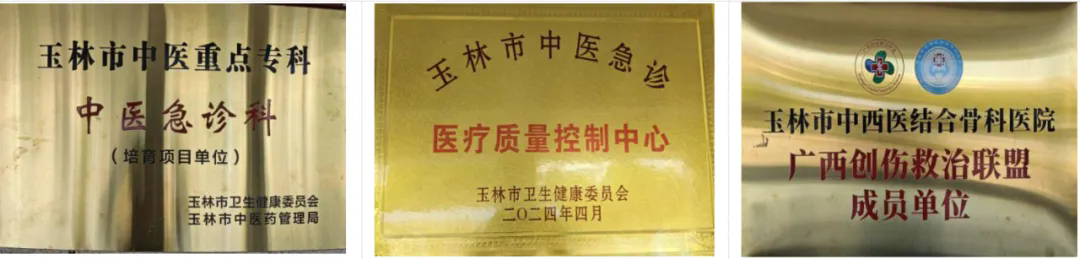 玉林市中医重点专科
中医急诊科
（培育项目单位）
玉林市卫生健康委员会
玉林市中医药管理局
玉林市中医急诊
医疗质量控制中心
玉林市卫生健康委员会
二〇二四年四月
玉林市中西医结合骨科医院
广西创伤救治联盟
成员单位